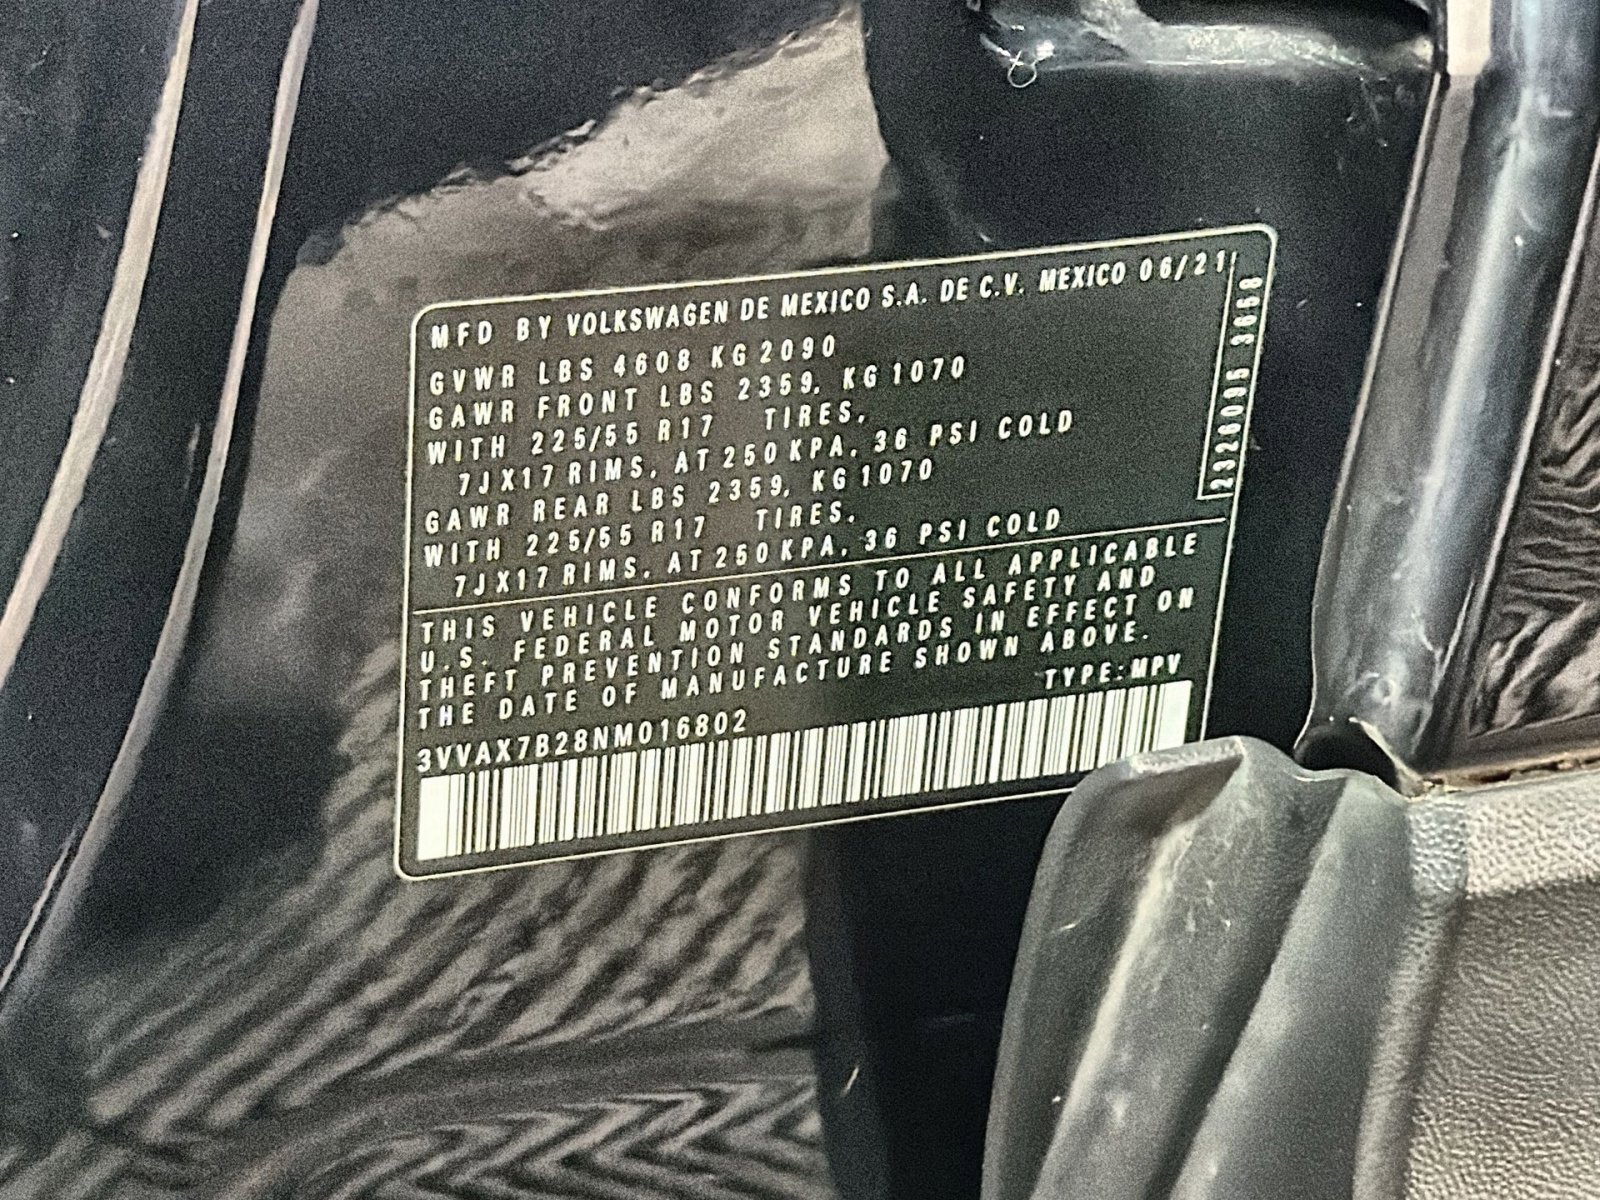 MFD BY VOLKSWAGEN DE MEXICO S.A. DE C.V. MEXICO 06/21
GVWR LBS 4608 KG 2090
GAWR FRONT LBS 2359, KG 1070
WITH 225/55 R17 TIRES,
7JX17 RIMS, AT 250 KPA, 36 PSI COLD
GAWR REAR LBS 2359, KG 1070
WITH 225/55 R17 TIRES,
7JX17 RIMS, AT 250 KPA, 36 PSI COLD
THIS VEHICLE CONFORMS TO ALL APPLICABLE
U.S. FEDERAL MOTOR VEHICLE SAFETY AND
THEFT PREVENTION STANDARDS IN EFFECT ON
THE DATE OF MANUFACTURE SHOWN ABOVE.
TYPE: MPV
3VVAX7B28NM016802
2320095 3658